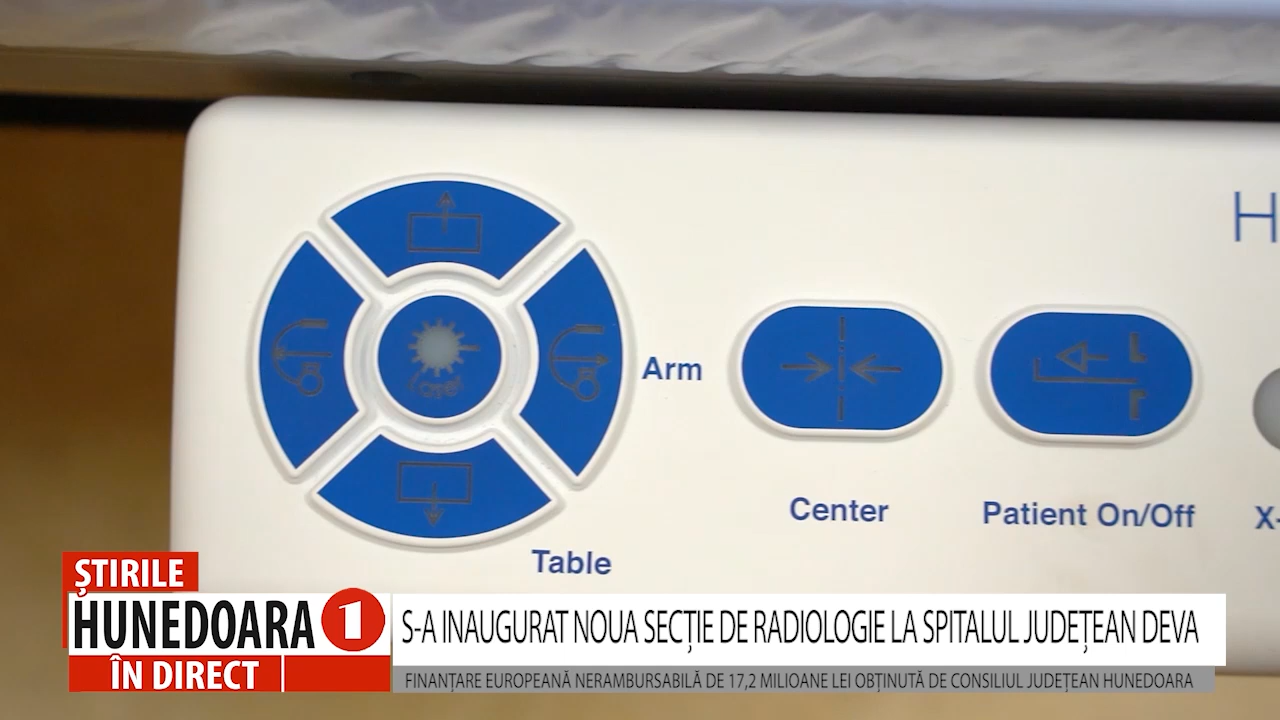 H
Laser
Arm
Center
Patient On/Off
X-
Table
ȘTIRILE
HUNEDOARA 1
ÎN DIRECT
S-A INAUGURAT NOUA SECȚIE DE RADIOLOGIE LA SPITALUL JUDEȚEAN DEVA
FINANȚARE EUROPEANĂ NERAMBURSABILĂ DE 17,2 MILIOANE LEI OBȚINUTĂ DE CONSILIUL JUDEȚEAN HUNEDOARA